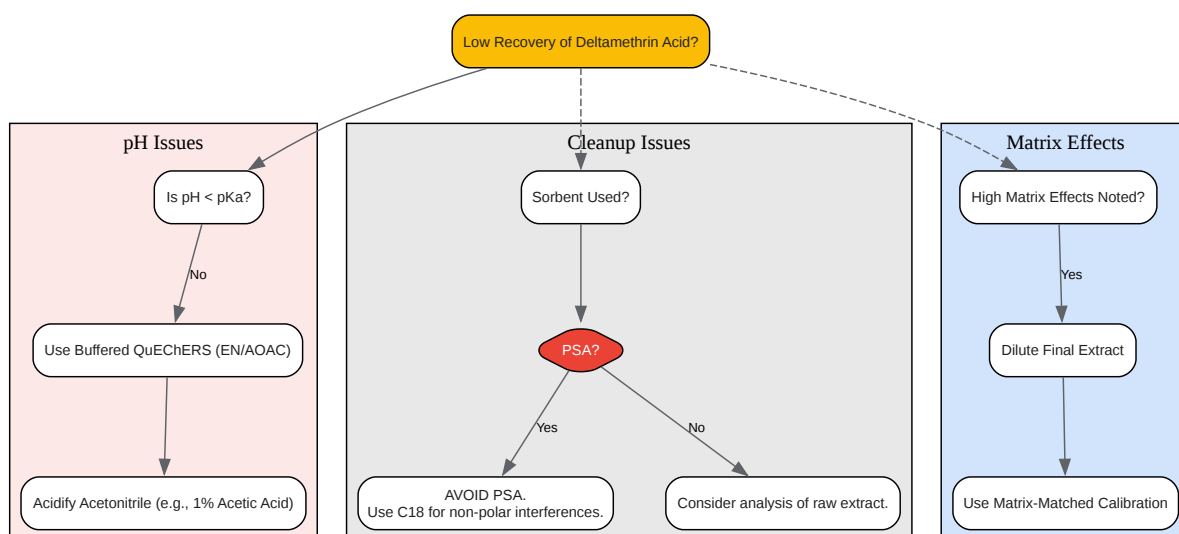 Low Recovery of Deltamethrin Acid?
pH Issues
Is pH < pKa?
No
Use Buffered QuEChERS (EN/AOAC)
Acidify Acetonitrile (e.g., 1% Acetic Acid)
Cleanup Issues
Sorbent Used?
PSA?
Yes
No
AVOID PSA.
Use C18 for non-polar interferences.
Consider analysis of raw extract.
Matrix Effects
High Matrix Effects Noted?
Yes
Dilute Final Extract
Use Matrix-Matched Calibration